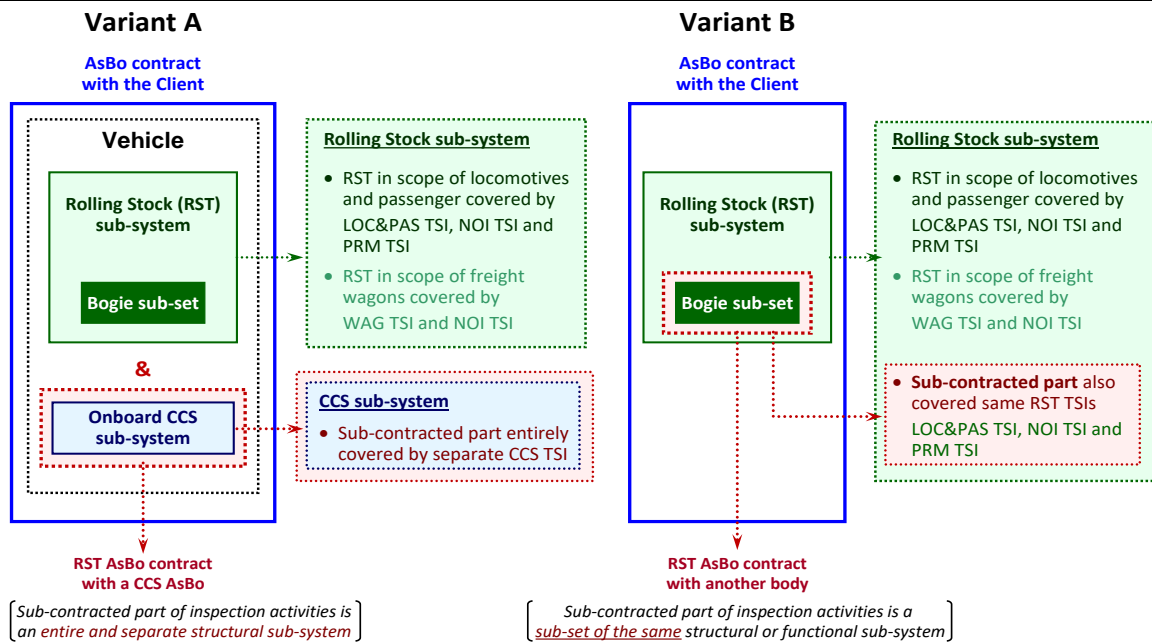 Variant A
AsBo contract
with the Client
Vehicle
Rolling Stock (RST)
sub-system
Bogie sub-set
&
Onboard CCS
sub-system
Rolling Stock sub-system
• RST in scope of locomotives
and passenger covered by
LOC&PAS TSI, NOI TSI and
PRM TSI
• RST in scope of freight
wagons covered by
WAG TSI and NOI TSI
CCS sub-system
• Sub-contracted part entirely
covered by separate CCS TSI
RST AsBo contract
with a CCS AsBo
Sub-contracted part of inspection activities is
an entire and separate structural sub-system
Variant B
AsBo contract
with the Client
Rolling Stock (RST)
sub-system
Bogie sub-set
Rolling Stock sub-system
• RST in scope of locomotives
and passenger covered by
LOC&PAS TSI, NOI TSI and
PRM TSI
• RST in scope of freight
wagons covered by
WAG TSI and NOI TSI
• Sub-contracted part also
covered same RST TSIs
LOC&PAS TSI, NOI TSI and
PRM TSI
RST AsBo contract
with another body
Sub-contracted part of inspection activities is a
sub-set of the same structural or functional sub-system